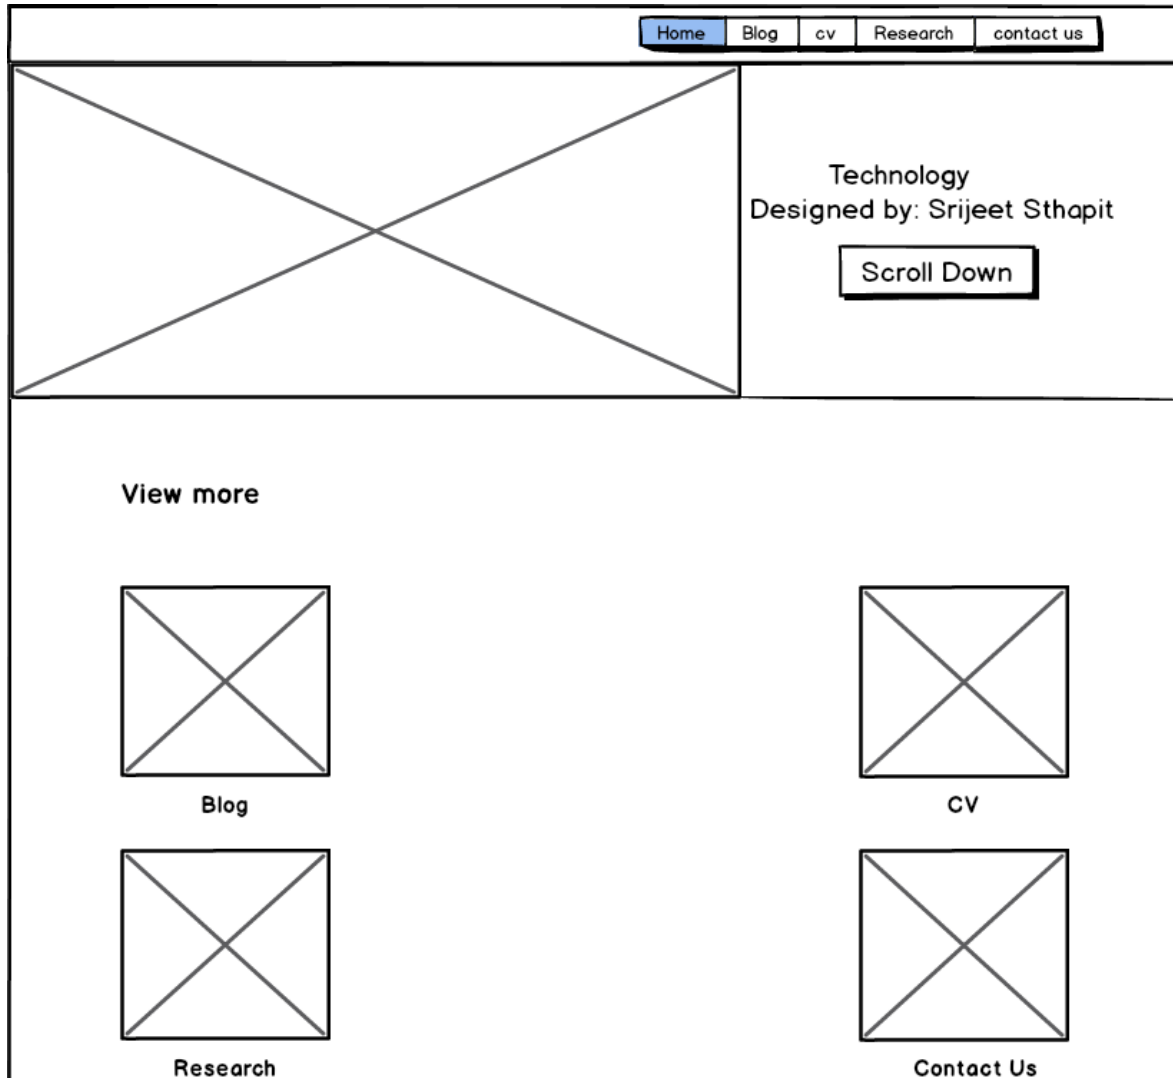 Home Blog cv Research contact us
Technology
Designed by: Srijeet Sthapit
Scroll Down
View more
Blog CV
Research Contact Us